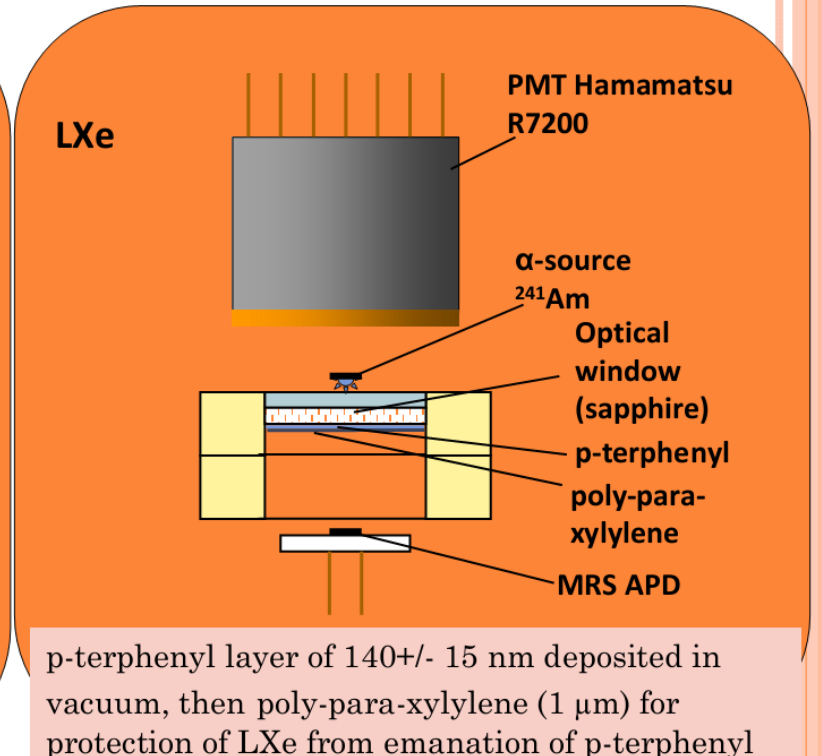 LXe
PMT Hamamatsu
R7200
α-source
²⁴¹Am
Optical
window
(sapphire)
p-terphenyl
poly-para-
xylylene
MRS APD
p-terphenyl layer of 140+/- 15 nm deposited in
vacuum, then poly-para-xylylene (1 µm) for
protection of LXe from emanation of p-terphenyl